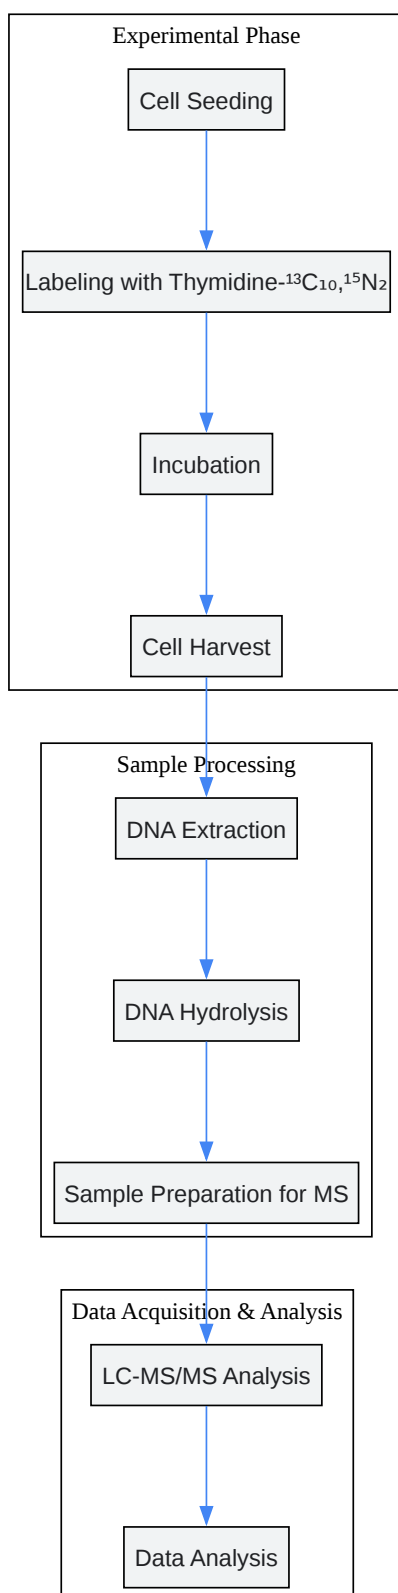 Experimental Phase
Cell Seeding
Labeling with Thymidine-¹³C₁₀,¹⁵N₂
Incubation
Cell Harvest
Sample Processing
DNA Extraction
DNA Hydrolysis
Sample Preparation for MS
Data Acquisition & Analysis
LC-MS/MS Analysis
Data Analysis